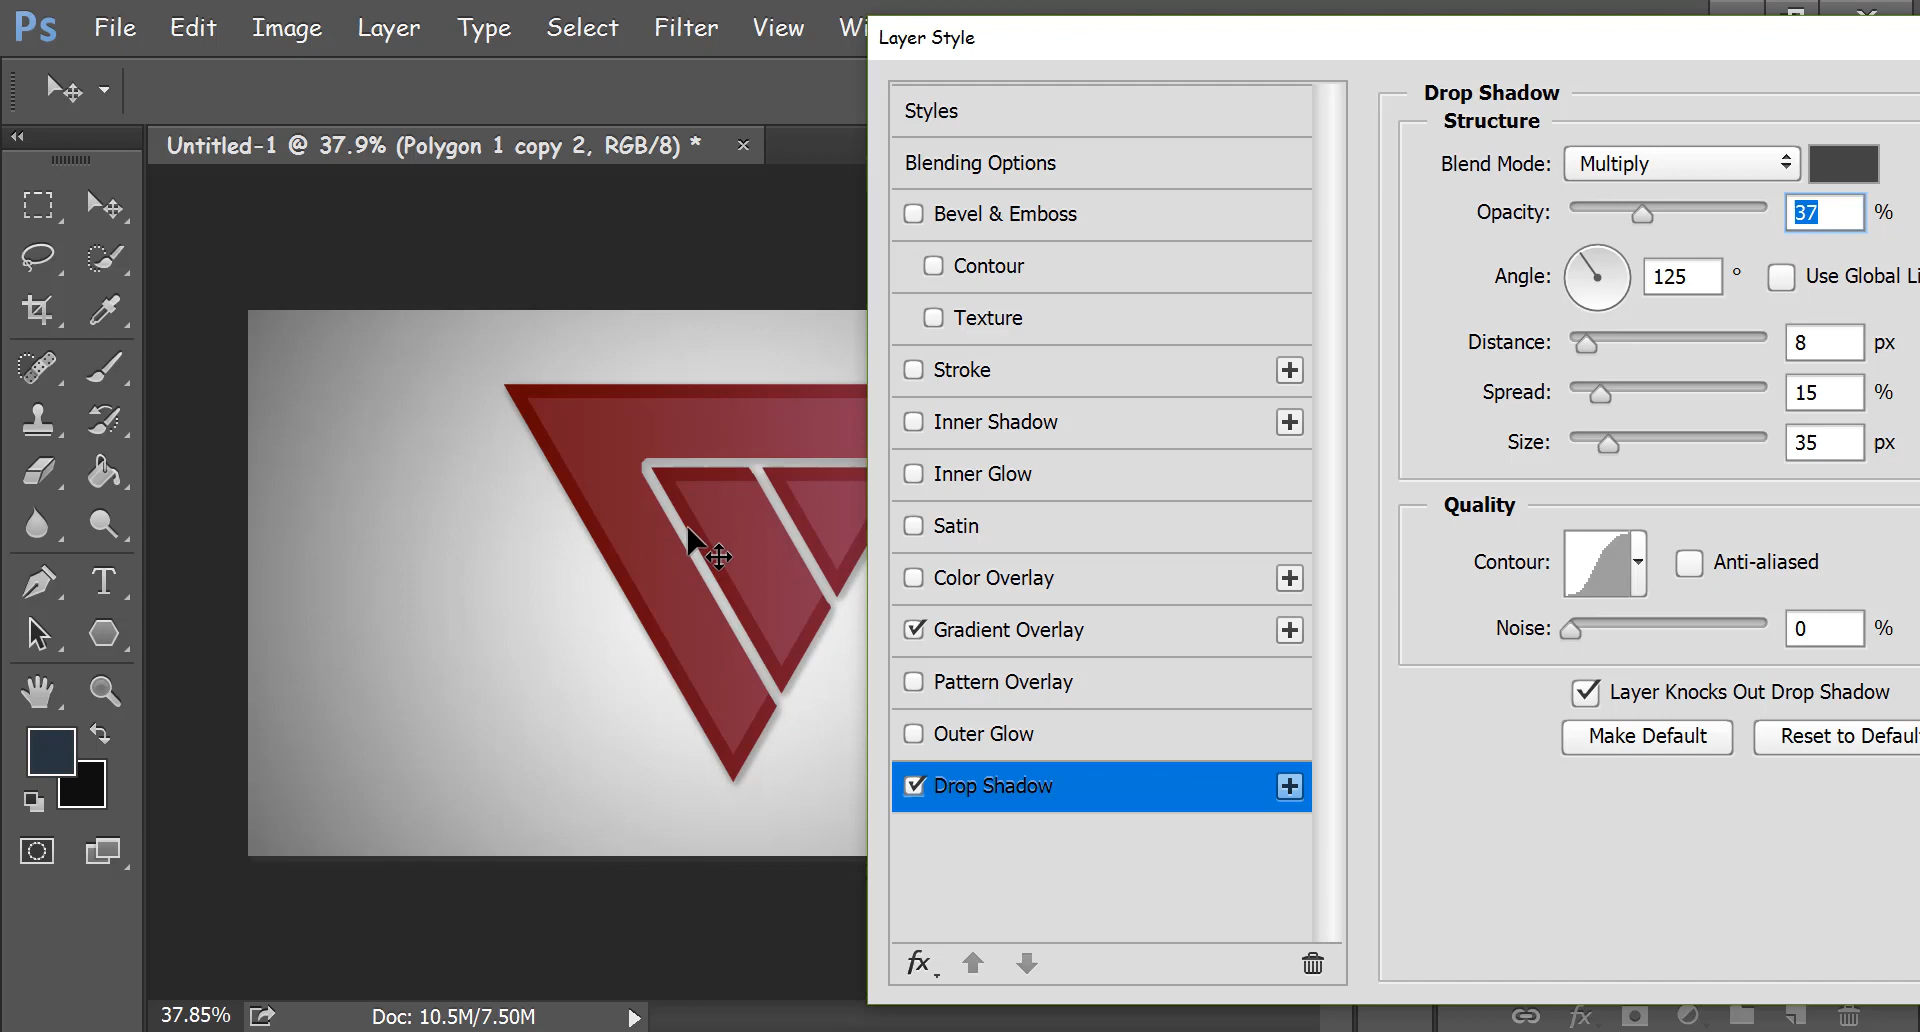 Ps File Edit Image Layer Type Select Filter View Wi
Layer Style
Untitled-1 @ 37.9% (Polygon 1 copy 2, RGB/8) *
Styles
Blending Options
Bevel & Emboss
Contour
Texture
Stroke
Inner Shadow
Inner Glow
Satin
Color Overlay
Gradient Overlay
Pattern Overlay
Outer Glow
Drop Shadow
fx
Drop Shadow
Structure
Blend Mode: Multiply
Opacity: 37 %
Angle: 125 ° Use Global Li
Distance: 8 px
Spread: 15 %
Size: 35 px
Quality
Contour: Anti-aliased
Noise: 0 %
Layer Knocks Out Drop Shadow
Make Default Reset to Defaul
37.85% Doc: 10.5M/7.50M
fx